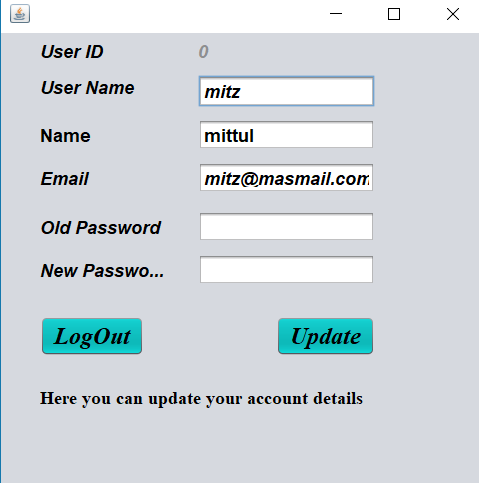 User ID 0
User Name mitz
Name mittul
Email mitz@masmail.com
Old Password
New Passwo...
LogOut Update
Here you can update your account details